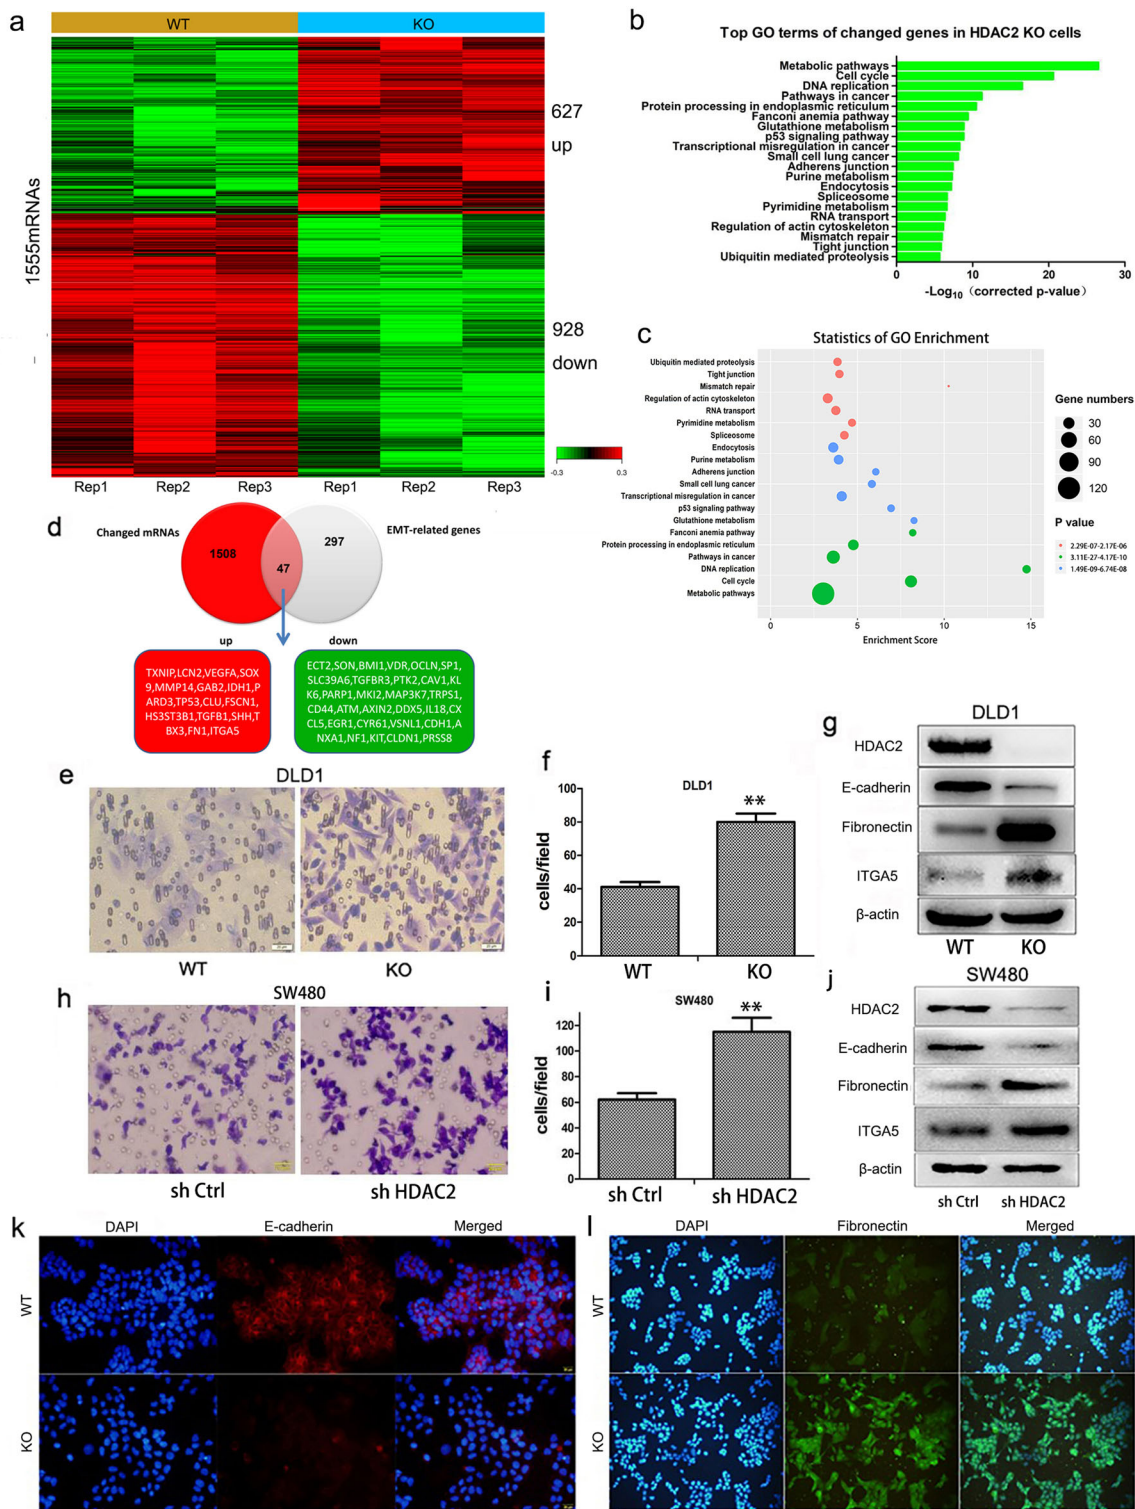 a
WT
KO
1555mRNAs
627
up
928
down
-0.3
0.3
Rep1
Rep2
Rep3
Rep1
Rep2
Rep3
b
Top GO terms of changed genes in HDAC2 KO cells
Metabolic pathways
Cell cycle
DNA replication
Pathways in cancer
Protein processing in endoplasmic reticulum
Fanconi anemia pathway
Glutathione metabolism
p53 signaling pathway
Transcriptional misregutation in cancer
Small cell lung cancer
Adherens junction
Purine metabolism
Endocytosis
Spliceosome
Pyrimidine metabolism
RNA transport
Regulation of actin cytoskeleton
Mismatch repair
Tight junction
Ubiquitin mediated proteolysis
0
10
20
30
-Log10 (corrected p-value)
c
Statistics of GO Enrichment
Ubiquitin mediated proteolysis
Tight junction
Mismatch repair
Regulation of actin cytoskeleton
RNA transport
Pyrimidine metabolism
Spliceosome
Endocytosis
Purine metabolism
Adherens junction
Small cell lung cancer
Transcriptional misregulation in cancer
p53 signaling pathway
Glutathione metabolism
Fanconi anemia pathway
Protein processing in endoplasmic reticulum
Pathways in cancer
DNA replication
Cell cycle
Metabolic pathways
0
5
10
15
Enrichment Score
Gene numbers
30
60
90
120
P value
2.29E-07-2.17E-06
3.11E-27-4.17E-10
1.49E-09-6.74E-08
d
Changed mRNAs
EMT-related genes
1508
47
297
up
down
TXNIP,LCN2,VEGFA,SOX
9,MMP14,GAB2,IDH1,P
ARD3,TP53,CLU,FSCN1,
HS3ST3B1,TGFB1,SHH,T
BX3,FN1,ITGA5
ECT2,SON,BMI1,VDR,OCLN,SP1,
SLC39A6,TGFBR3,PTK2,CAV1,KL
K6,PARP1,MKI2,MAP3K7,TRPS1,
CD44,ATM,AXIN2,DDX5,IL18,CX
CL5,EGR1,CYR61,VSNL1,CDH1,A
NXA1,NF1,KIT,CLDN1,PRSS8
e
DLD1
WT
KO
f
DLD1
cells/field
100
80
60
40
20
0
**
WT
KO
g
DLD1
HDAC2
E-cadherin
Fibronectin
ITGA5
β-actin
WT
KO
h
SW480
sh Ctrl
sh HDAC2
i
SW480
cells/field
120
100
80
60
40
20
0
**
sh Ctrl
sh HDAC2
j
SW480
HDAC2
E-cadherin
Fibronectin
ITGA5
β-actin
sh Ctrl
sh HDAC2
k
DAPI
E-cadherin
Merged
WT
KO
l
DAPI
Fibronectin
Merged
WT
KO